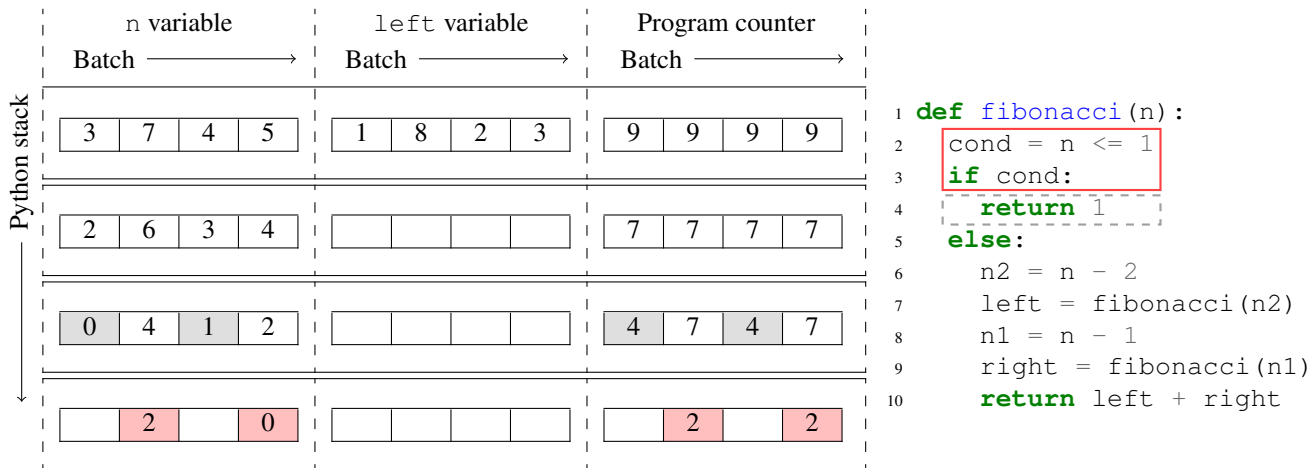 n variable left variable Program counter
Batch Batch Batch
Python stack
3 7 4 5 1 8 2 3 9 9 9 9
2 6 3 4 7 7 7 7
0 4 1 2 4 7 4 7
2 0 2 2
1 def fibonacci(n):
2 cond = n <= 1
3 if cond:
4 return 1
5 else:
6 n2 = n - 2
7 left = fibonacci(n2)
8 n1 = n - 1
9 right = fibonacci(n1)
10 return left + right